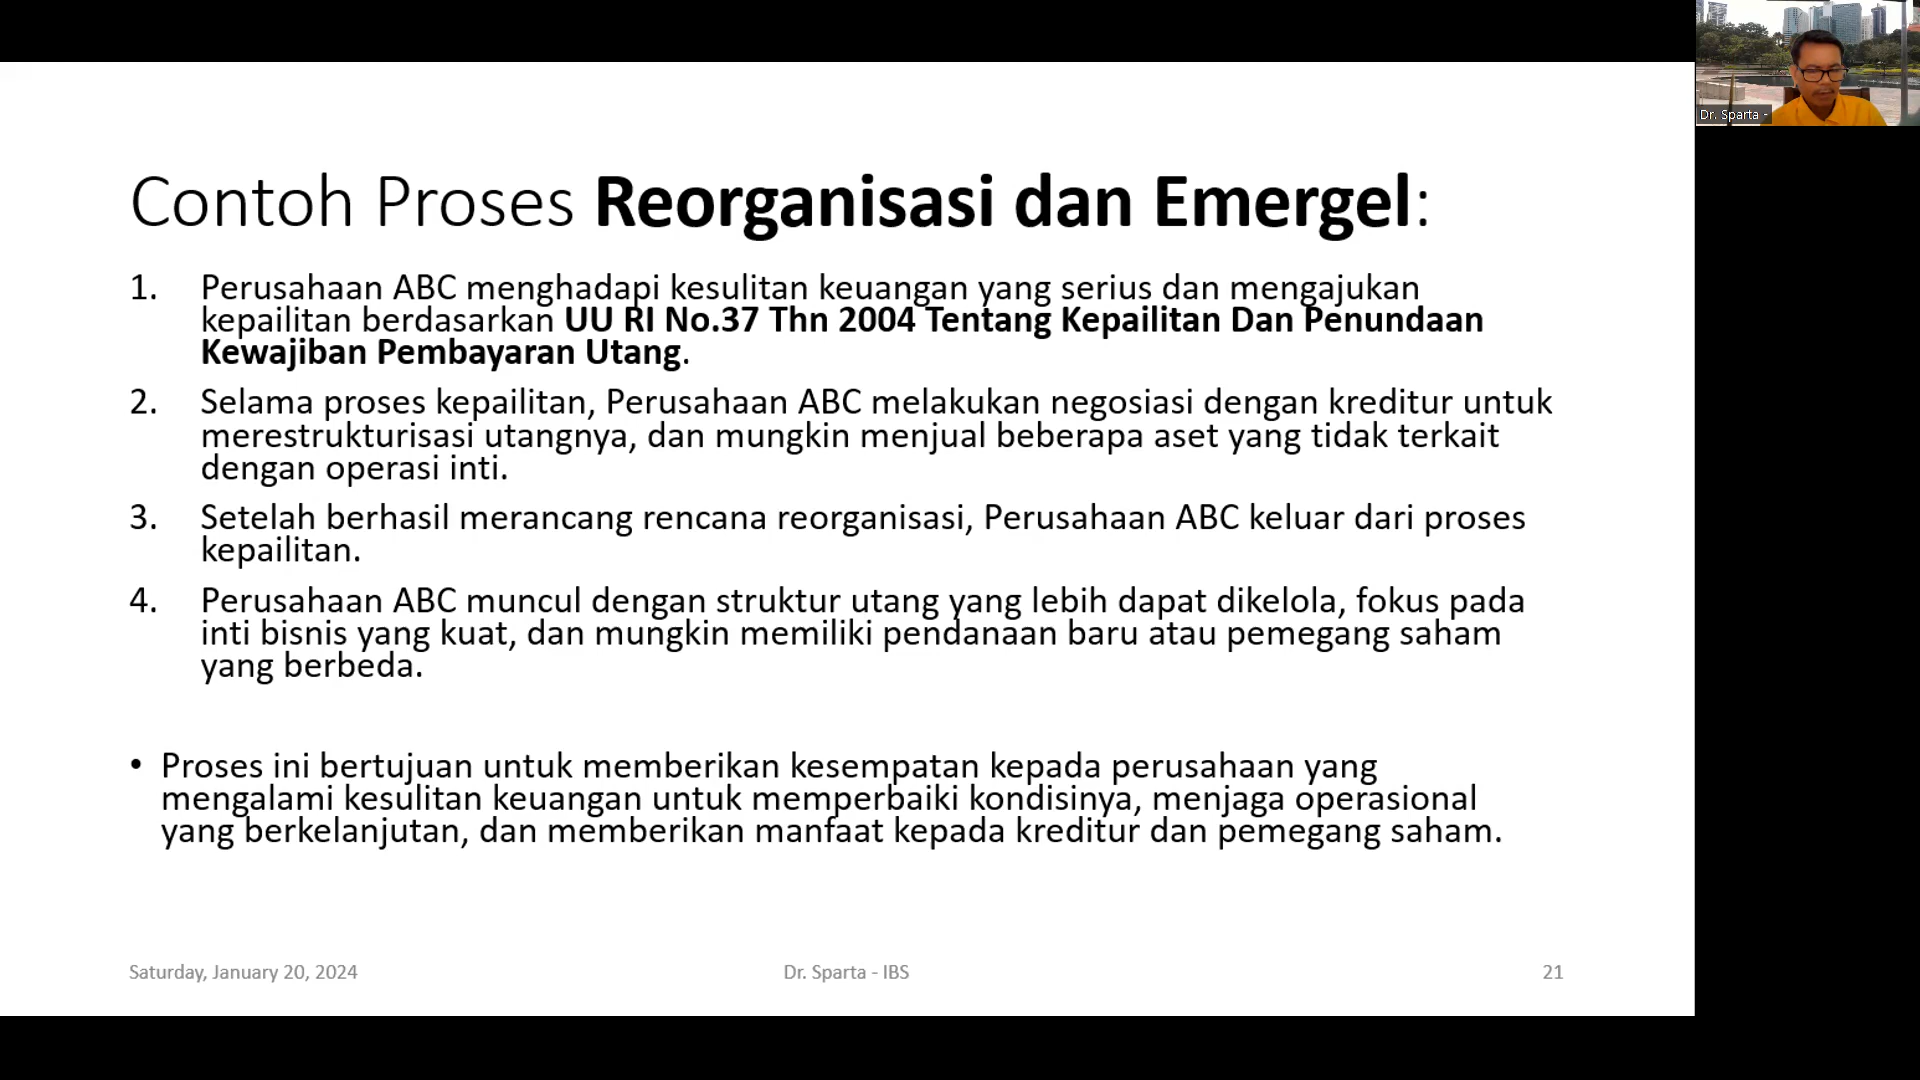 Dr. Sparta -
Contoh Proses Reorganisasi dan Emergel:
1. Perusahaan ABC menghadapi kesulitan keuangan yang serius dan mengajukan
kepailitan berdasarkan UU RI No.37 Thn 2004 Tentang Kepailitan Dan Penundaan
Kewajiban Pembayaran Utang.
2. Selama proses kepailitan, Perusahaan ABC melakukan negosiasi dengan kreditur untuk
merestrukturisasi utangnya, dan mungkin menjual beberapa aset yang tidak terkait
dengan operasi inti.
3. Setelah berhasil merancang rencana reorganisasi, Perusahaan ABC keluar dari proses
kepailitan.
4. Perusahaan ABC muncul dengan struktur utang yang lebih dapat dikelola, fokus pada
inti bisnis yang kuat, dan mungkin memiliki pendanaan baru atau pemegang saham
yang berbeda.
• Proses ini bertujuan untuk memberikan kesempatan kepada perusahaan yang
mengalami kesulitan keuangan untuk memperbaiki kondisinya, menjaga operasional
yang berkelanjutan, dan memberikan manfaat kepada kreditur dan pemegang saham.
Saturday, January 20, 2024
Dr. Sparta - IBS
21